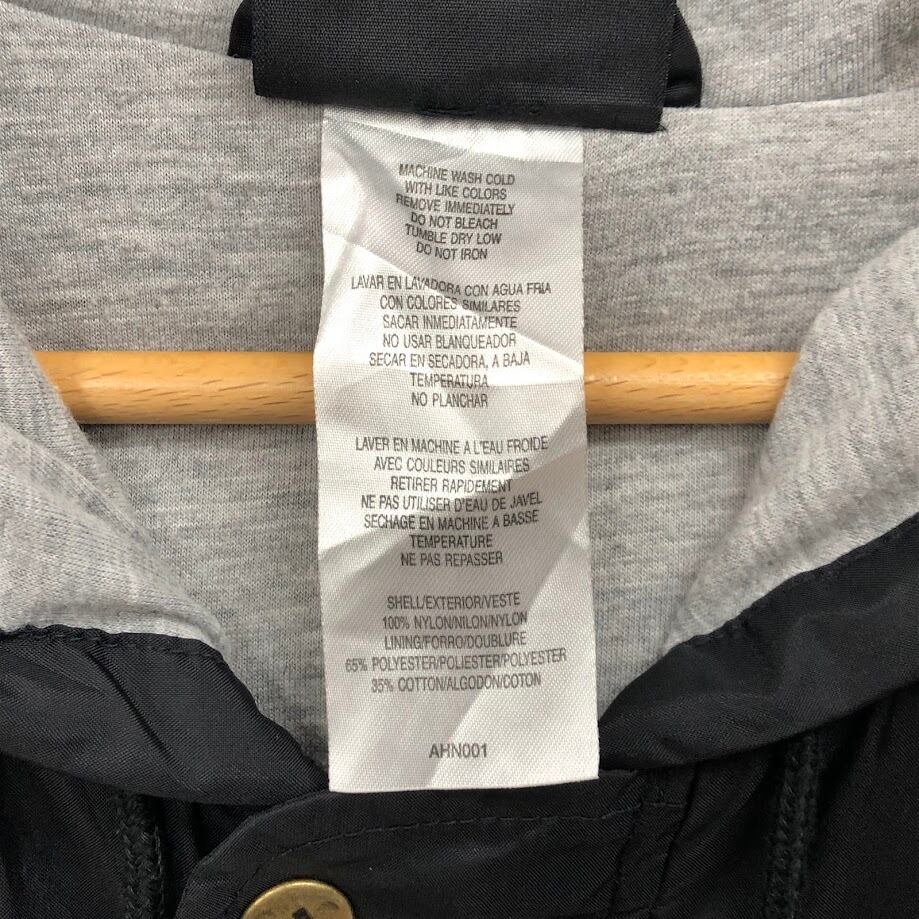 MACHINE WASH COLD
WITH LIKE COLORS
REMOVE IMMEDIATELY
DO NOT BLEACH
TUMBLE DRY LOW
DO NOT IRON
LAVAR EN LAVADORA CON AGUA FRIA
CON COLORES SIMILARES
SACAR INMEDIATAMENTE
NO USAR BLANQUEADOR
SECAR EN SECADORA, A BAJA
TEMPERATURA
NO PLANCHAR
LAVER EN MACHINE A L'EAU FROIDE
AVEC COULEURS SIMILAIRES
RETIRER RAPIDEMENT
NE PAS UTILISER D'EAU DE JAVEL
SECHAGE EN MACHINE A BASSE
TEMPERATURE
NE PAS REPASSER
SHELL/EXTERIOR/VESTE
100% NYLON/NILON/NYLON
LINING/FORRO/DOUBLURE
65% POLYESTER/POLIESTER/POLYESTER
35% COTTON/ALGODON/COTON
AHN001